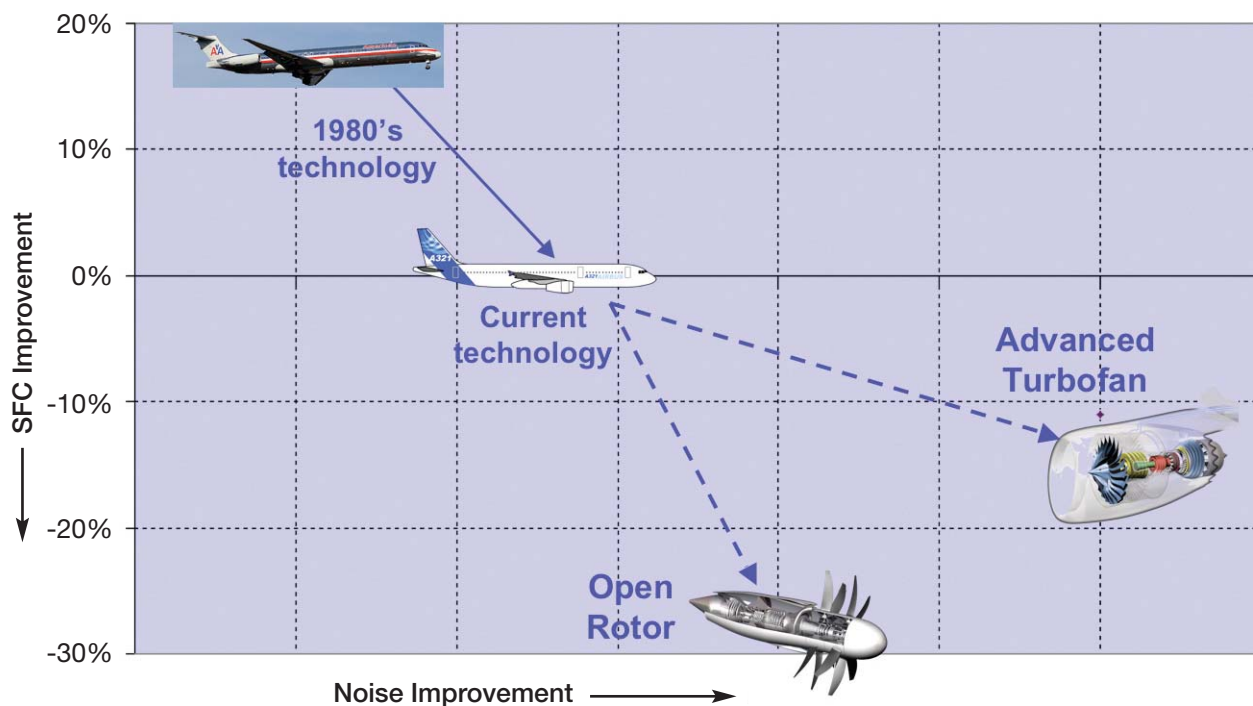 20%
1980's
technology
10%
A321
0%
Current
technology
Advanced
Turbofan
-10%
-20%
Open
Rotor
-30%
SFC Improvement
Noise Improvement